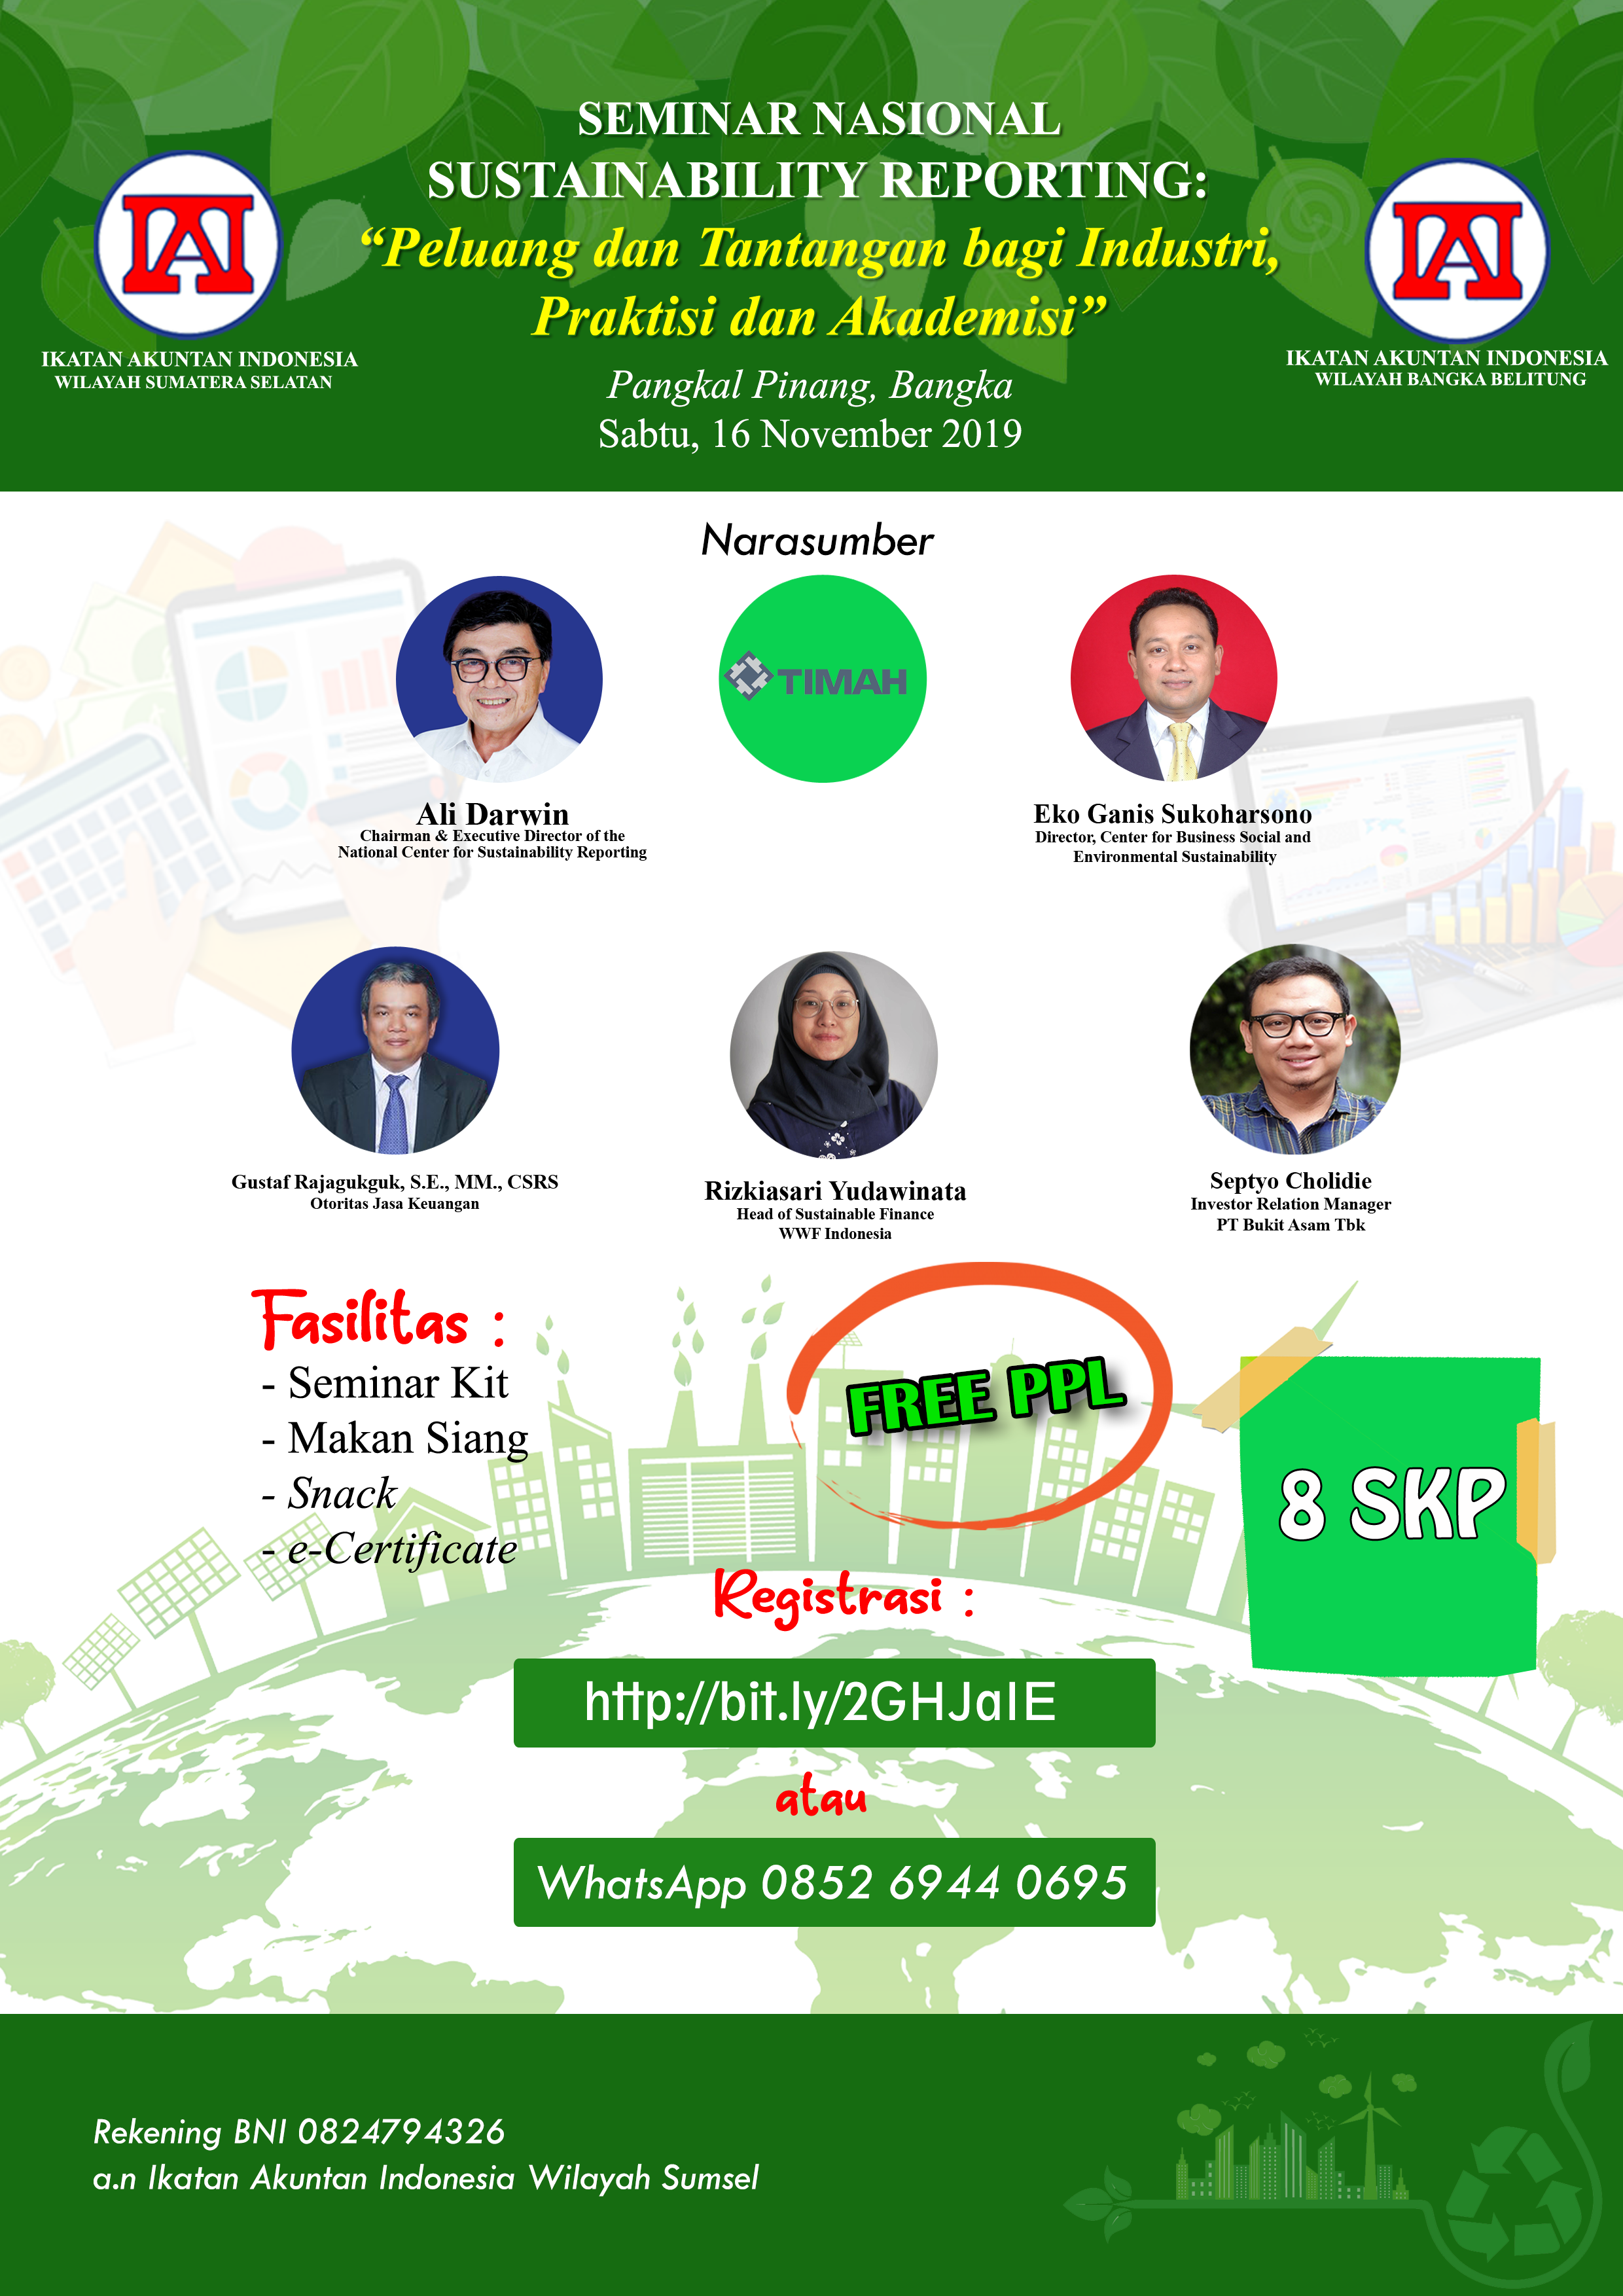 SEMINAR NASIONAL
SUSTAINABILITY REPORTING:
“Peluang dan Tantangan bagi Industri,
Praktisi dan Akademisi”
Pangkal Pinang, Bangka
Sabtu, 16 November 2019
IAI
IKATAN AKUNTAN INDONESIA
WILAYAH SUMATERA SELATAN
IAI
IKATAN AKUNTAN INDONESIA
WILAYAH BANGKA BELITUNG
Narasumber
Ali Darwin
Chairman & Executive Director of the
National Center for Sustainability Reporting
TIMAH
Eko Ganis Sukoharsono
Director, Center for Business Social and
Environmental Sustainability
Gustaf Rajagukguk, S.E., MM., CSRS
Otoritas Jasa Keuangan
Rizkiasari Yudawinata
Head of Sustainable Finance
WWF Indonesia
Septyo Cholidie
Investor Relation Manager
PT Bukit Asam Tbk
Fasilitas :
- Seminar Kit
- Makan Siang
- Snack
- e-Certificate
FREE PPL
8 SKP
Registrasi :
http://bit.ly/2GHJaIE
atau
WhatsApp 0852 6944 0695
Rekening BNI 0824794326
a.n Ikatan Akuntan Indonesia Wilayah Sumsel